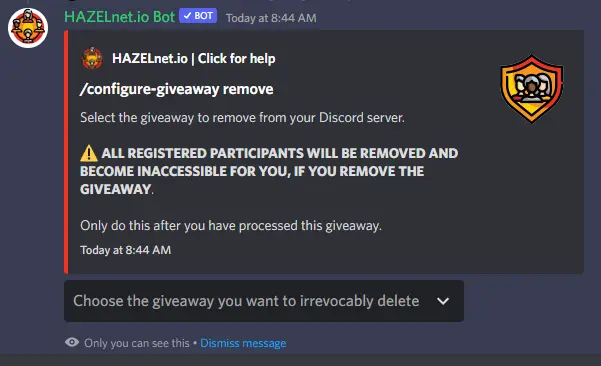 HAZELnet.io Bot ✓ BOT Today at 8:44 AM
HAZELnet.io | Click for help
/configure-giveaway remove
Select the giveaway to remove from your Discord server.
⚠️ ALL REGISTERED PARTICIPANTS WILL BE REMOVED AND
BECOME INACCESSIBLE FOR YOU, IF YOU REMOVE THE
GIVEAWAY.
Only do this after you have processed this giveaway.
Today at 8:44 AM
Choose the giveaway you want to irrevocably delete
Only you can see this • Dismiss message